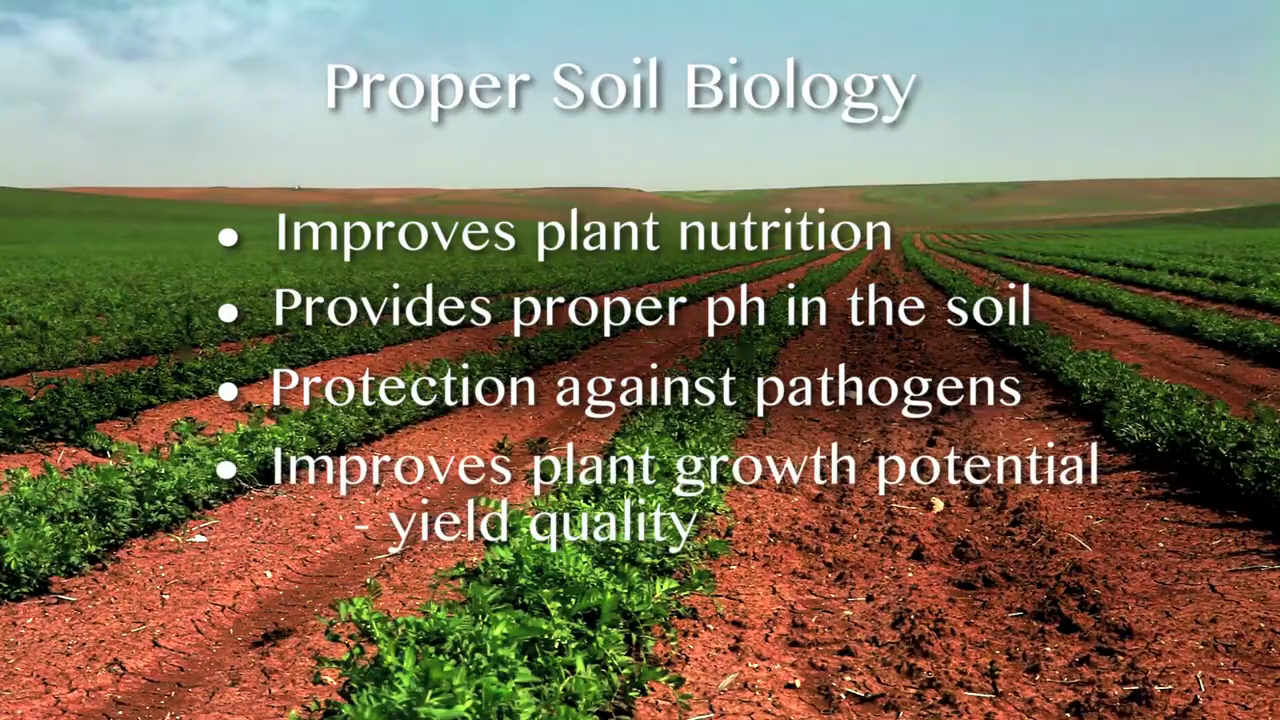 Proper Soil Biology
• Improves plant nutrition
• Provides proper ph in the soil
• Protection against pathogens
• Improves plant growth potential
- yield quality